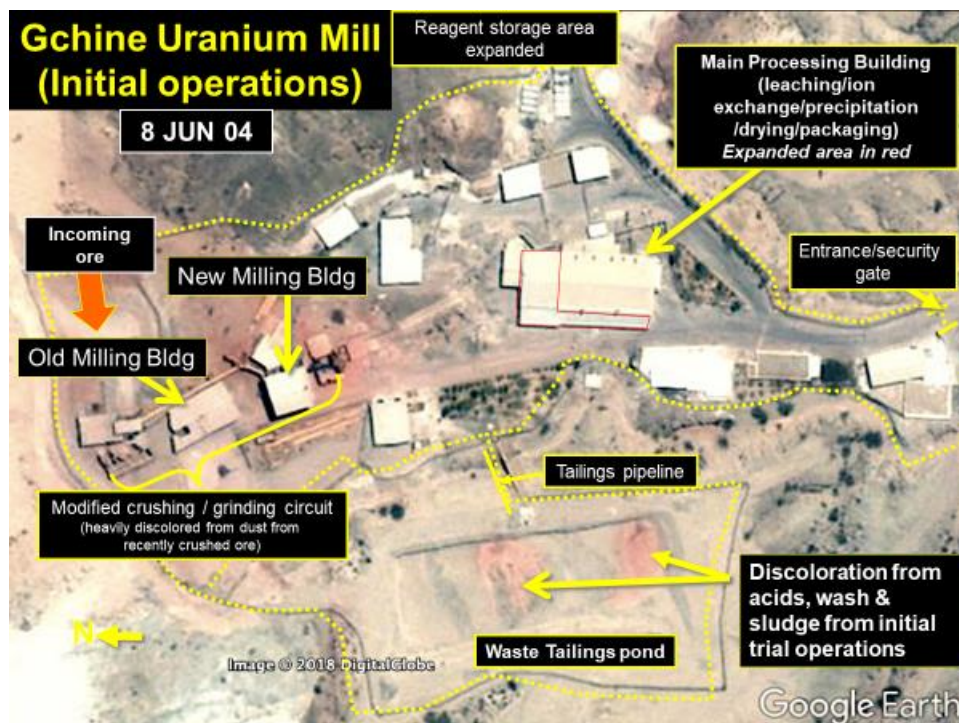 Gchine Uranium Mill
(Initial operations)
8 JUN 04
Reagent storage area
expanded
Main Processing Building
(leaching/ion
exchange/precipitation
/drying/packaging)
Expanded area in red
Incoming
ore
New Milling Bldg
Entrance/security
gate
Old Milling Bldg
Tailings pipeline
Modified crushing / grinding circuit
(heavily discolored from dust from
recently crushed ore)
Discoloration from
acids, wash &
sludge from initial
trial operations
N
Waste Tailings pond
Image © 2018 DigitalGlobe
Google Earth